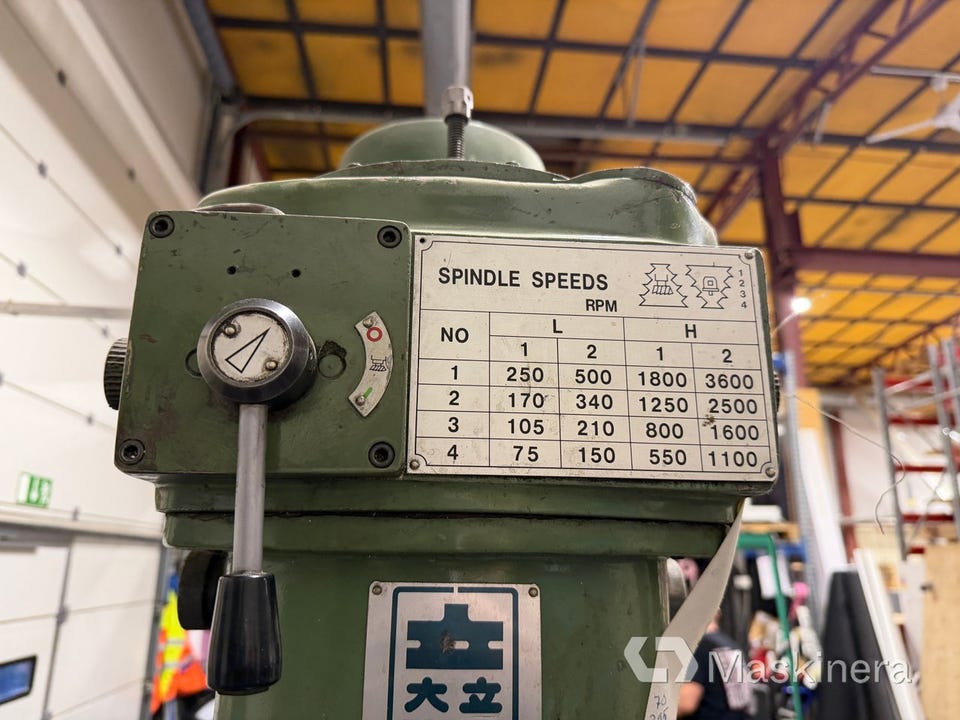 SPINDLE SPEEDS
RPM
1
2
3
4
NO L H
1 2 1 2
1 250 500 1800 3600
2 170 340 1250 2500
3 105 210 800 1600
4 75 150 550 1100
大立
Maskinera
70